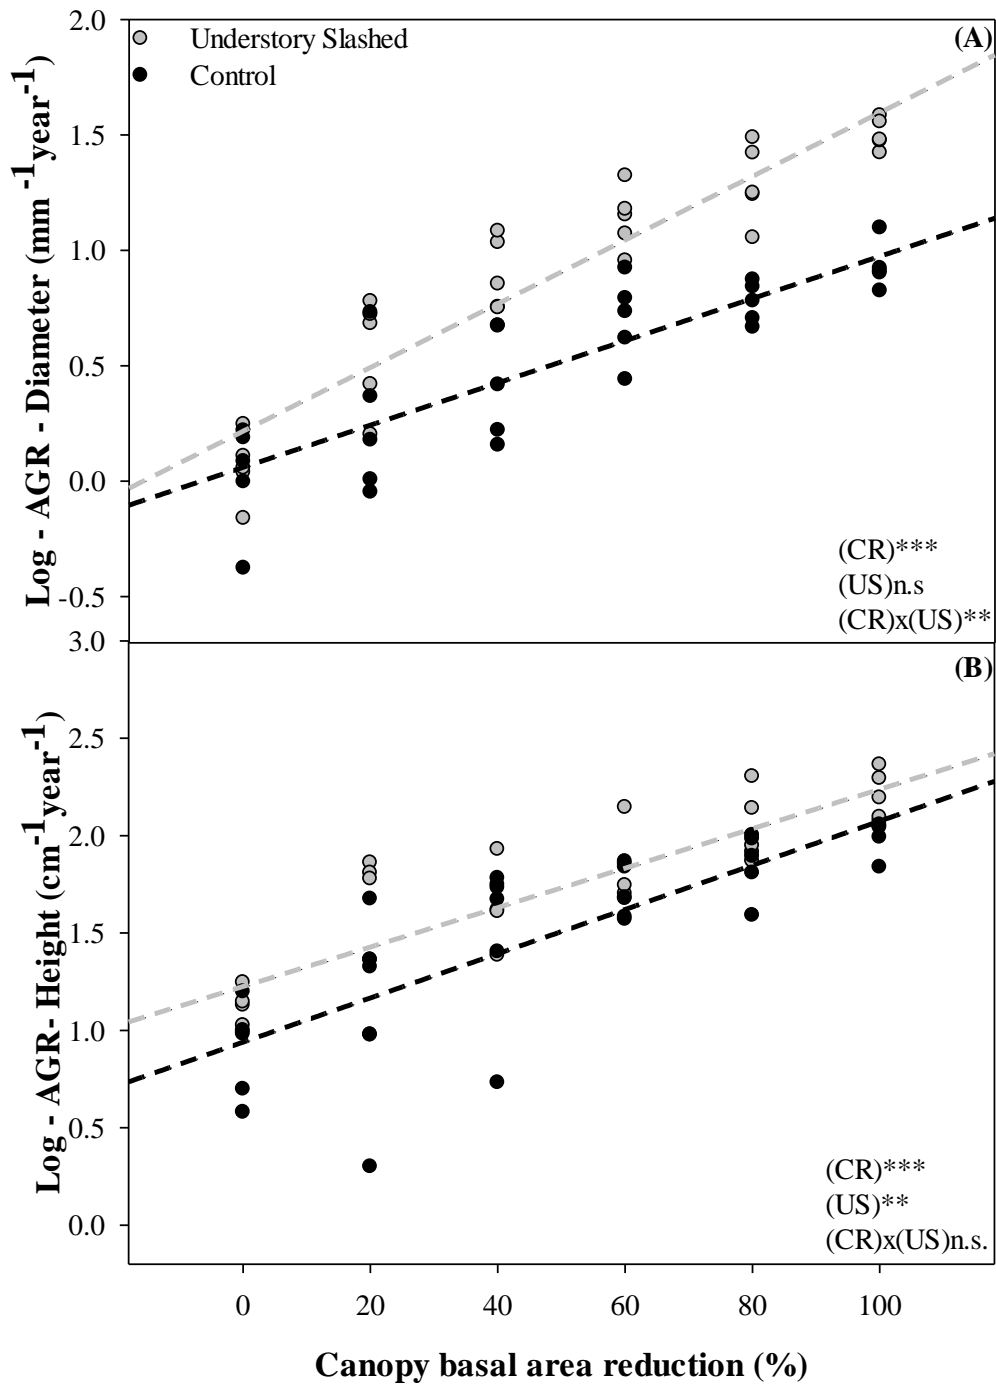 2.0
(A)
Understory Slashed
Control
1.5
1.0
0.5
0.0
-0.5
Log - AGR - Diameter (mm -1 year-1)
(CR)***
(US)n.s
(CR)x(US)**
3.0
(B)
2.5
2.0
1.5
1.0
0.5
0.0
Log - AGR- Height (cm-1year-1)
(CR)***
(US)**
(CR)x(US)n.s.
0 20 40 60 80 100
Canopy basal area reduction (%)